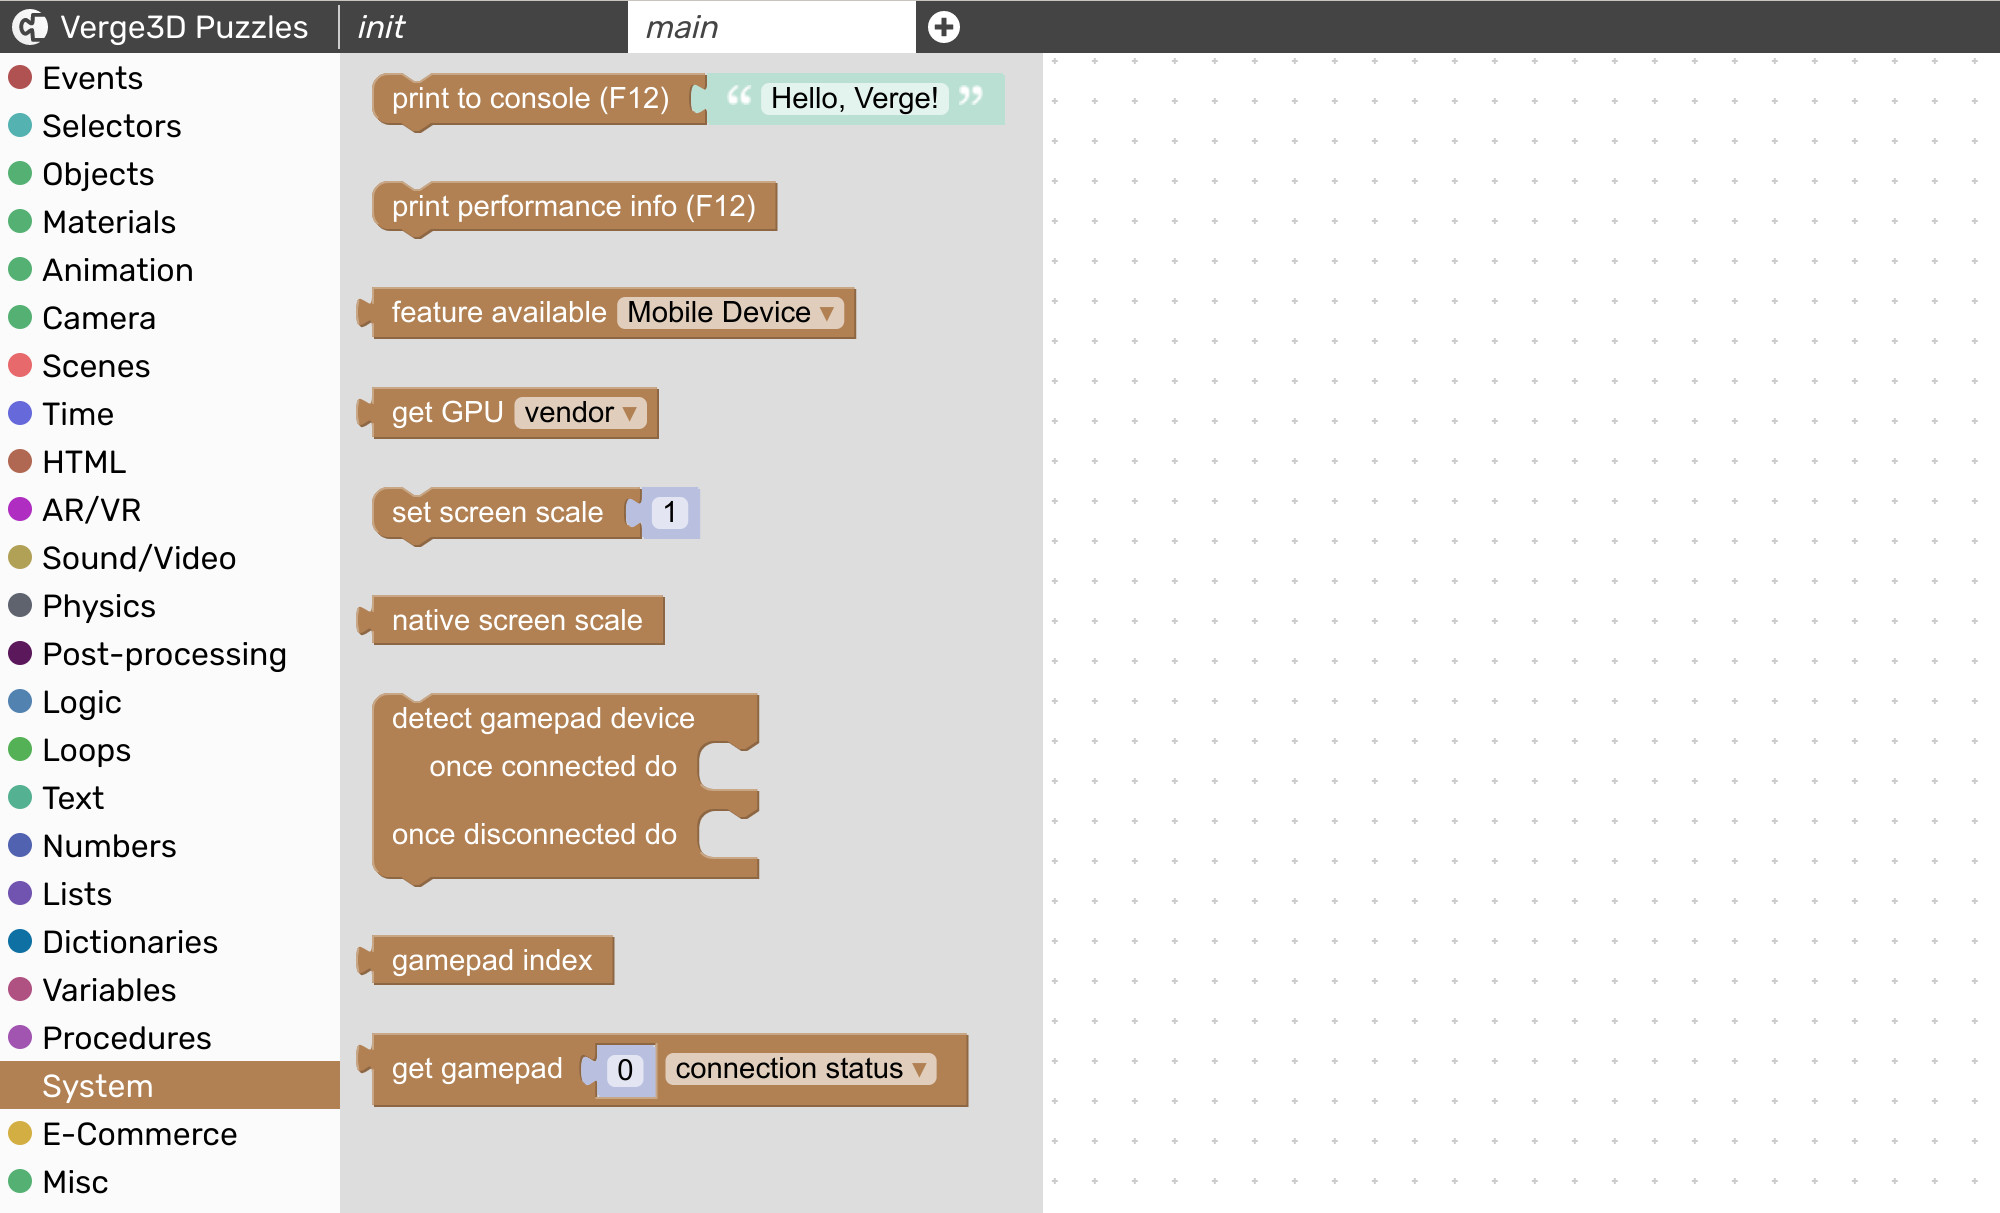 Verge3D Puzzles
init
main
Events
Selectors
Objects
Materials
Animation
Camera
Scenes
Time
HTML
AR/VR
Sound/Video
Physics
Post-processing
Logic
Loops
Text
Numbers
Lists
Dictionaries
Variables
Procedures
System
E-Commerce
Misc
print to console (F12) “ Hello, Verge! ”
print performance info (F12)
feature available Mobile Device ▾
get GPU vendor ▾
set screen scale 1
native screen scale
detect gamepad device
once connected do
once disconnected do
gamepad index
get gamepad 0 connection status ▾